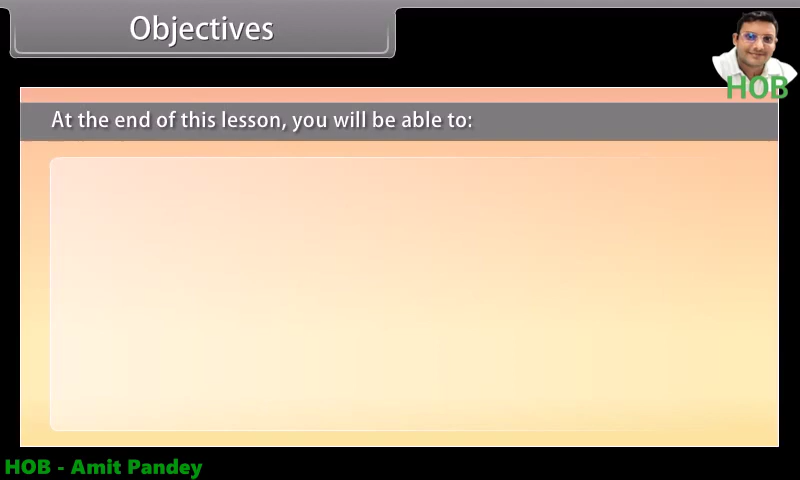 Objectives
HOB
At the end of this lesson, you will be able to:
HOB - Amit Pandey